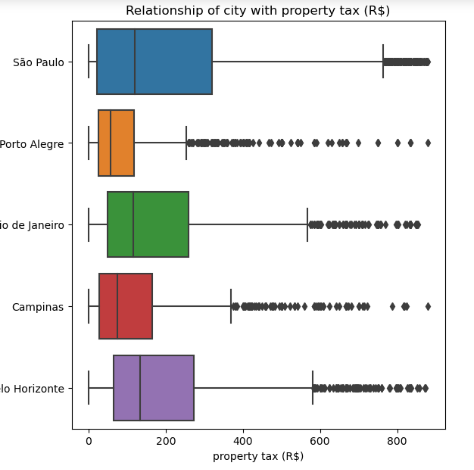 Relationship of city with property tax (R$)
São Paulo
Porto Alegre
io de Janeiro
Campinas
lo Horizonte
0 200 400 600 800
property tax (R$)